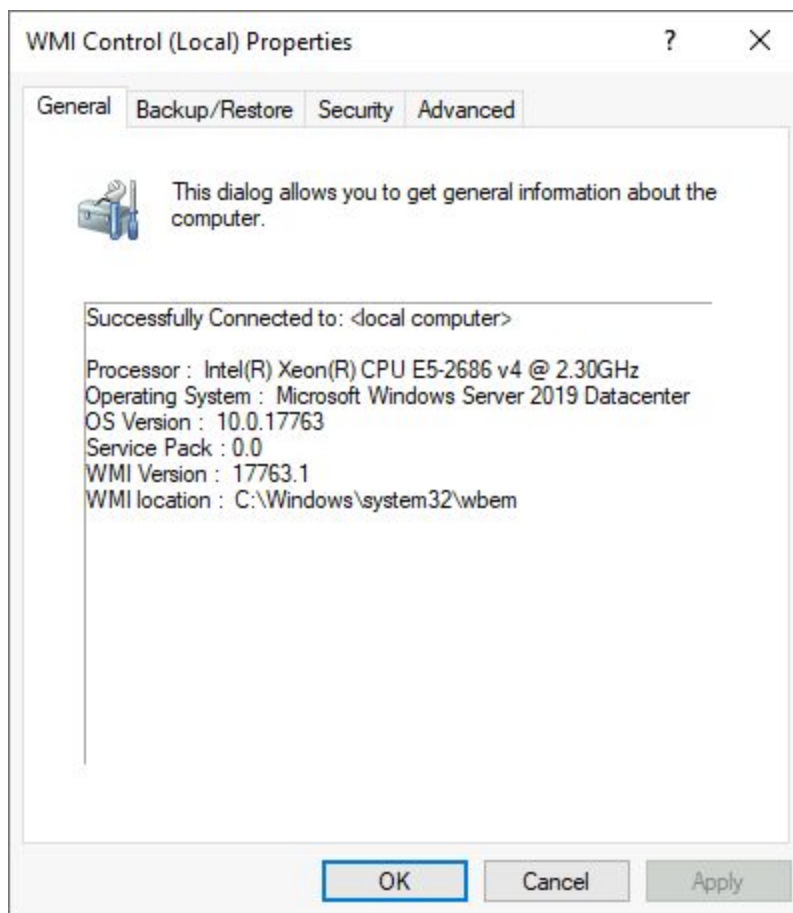 WMI Control (Local) Properties
?
General
Backup/Restore
Security
Advanced
This dialog allows you to get general information about the
computer.
Successfully Connected to: <local computer>
Processor :  Intel(R) Xeon(R) CPU E5-2686 v4 @ 2.30GHz
Operating System :  Microsoft Windows Server 2019 Datacenter
OS Version :  10.0.17763
Service Pack : 0.0
WMI Version :  17763.1
WMI location :  C:\Windows\system32\wbem
OK
Cancel
Apply